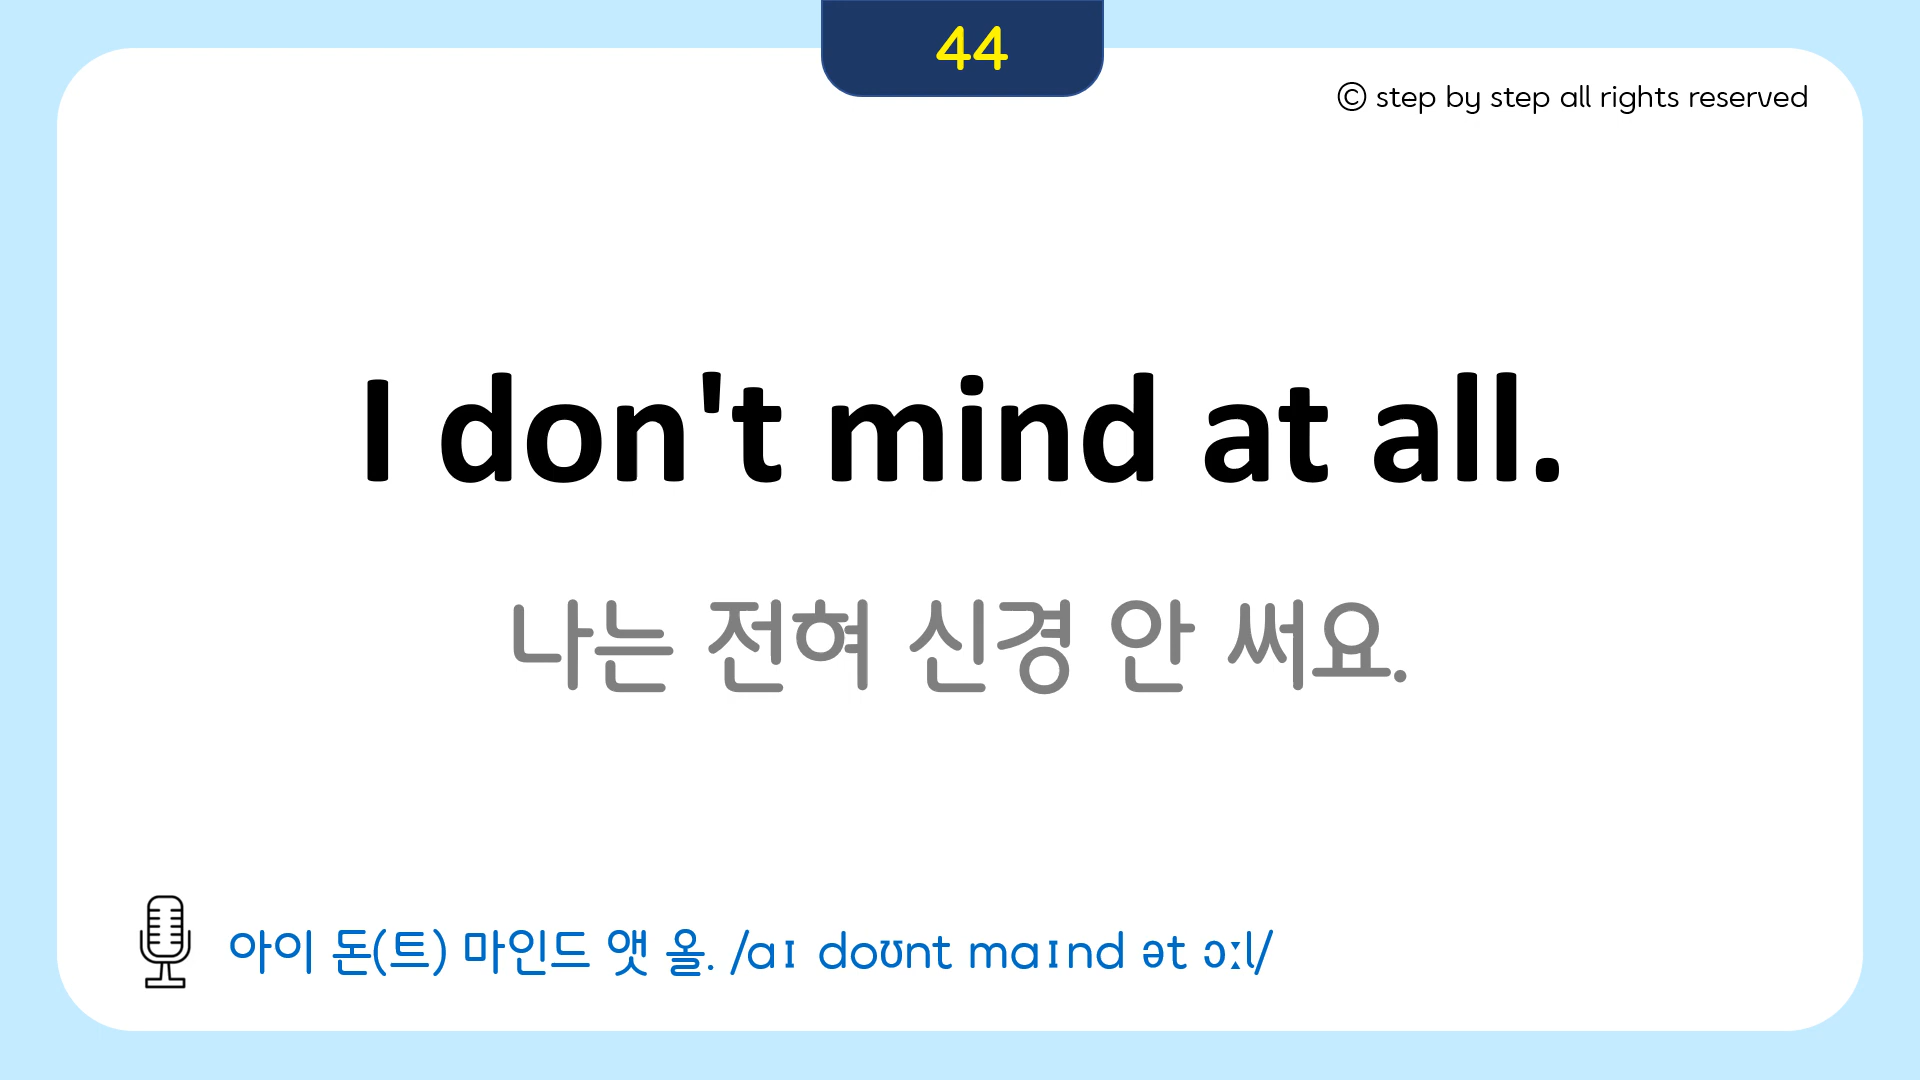 44
© step by step all rights reserved
I don't mind at all.
나는 전혀 신경 안 써요.
아이 돈(트) 마인드 앳 올. /aɪ doʊnt maɪnd ət ɔːl/